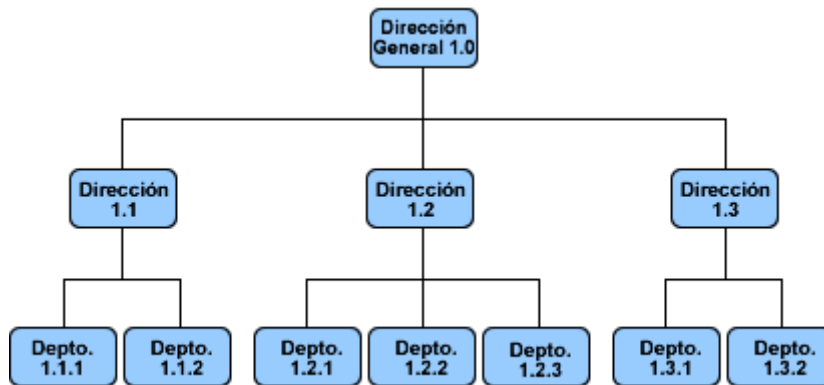 Dirección
General 1.0
Dirección
1.1
Dirección
1.2
Dirección
1.3
Depto.
1.1.1
Depto.
1.1.2
Depto.
1.2.1
Depto.
1.2.2
Depto.
1.2.3
Depto.
1.3.1
Depto.
1.3.2